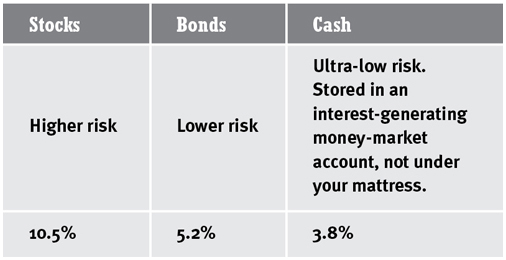 Stocks
Bonds
Cash
Higher risk
Lower risk
Ultra-low risk.
Stored in an
interest-generating
money-market
account, not under
your mattress.
10.5%
5.2%
3.8%